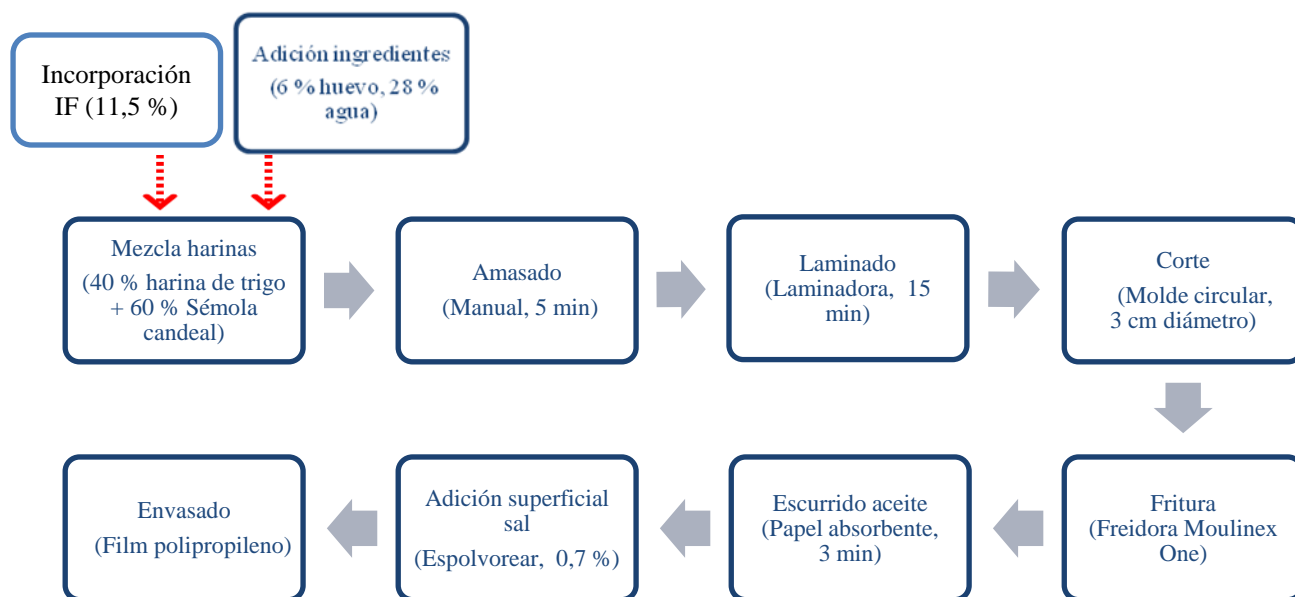 Incorporación
IF (11,5 %)
Adición ingredientes
(6 % huevo, 28 %
agua)
Mezcla harinas
(40 % harina de trigo
+ 60 % Sémola
candeal)
Amasado
(Manual, 5 min)
Laminado
(Laminadora, 15
min)
Corte
(Molde circular,
3 cm diámetro)
Fritura
(Freidora Moulinex
One)
Escurrido aceite
(Papel absorbente,
3 min)
Adición superficial
sal
(Espolvorear, 0,7 %)
Envasado
(Film polipropileno)